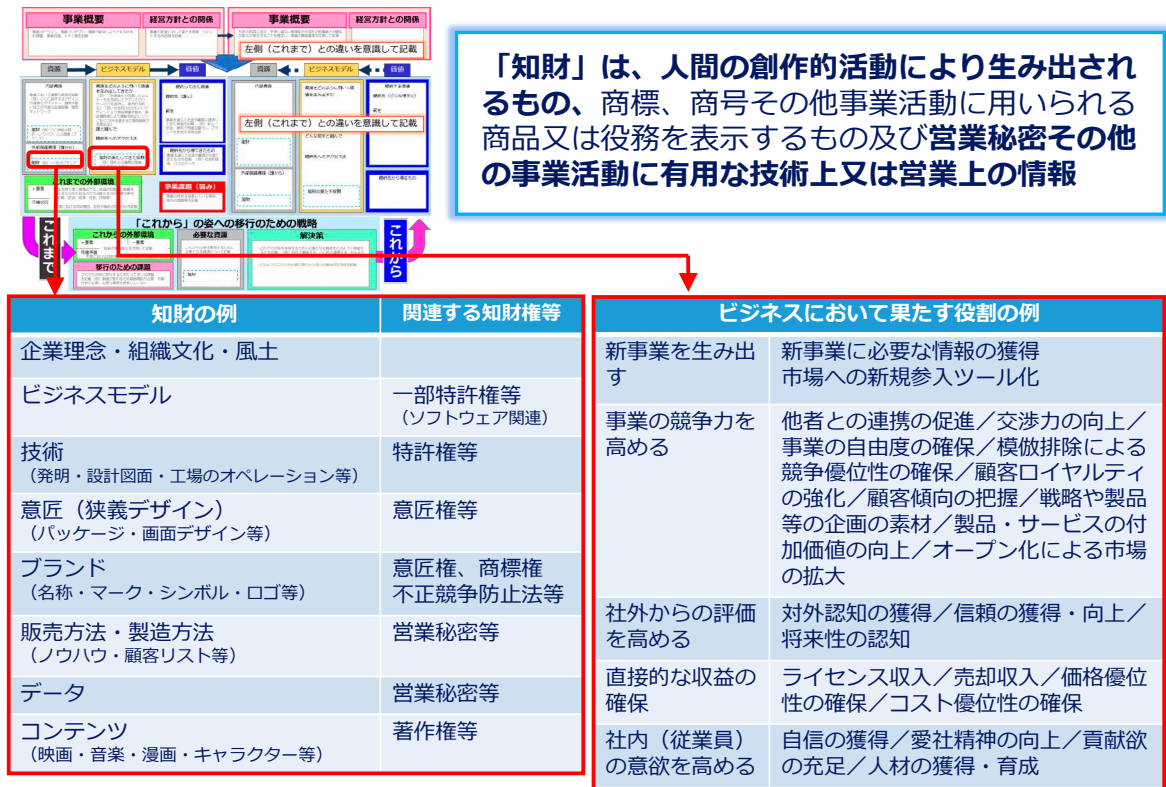 事業概要
経営方針との関係
事業概要
経営方針との関係
左側（これまで）との違いを意識して記載
資源
ビジネスモデル
価値
資源
ビジネスモデル
価値
左側（これまで）との違いを意識して記載
これまでの外部環境
事業課題（弱み）
これまで
「これから」の姿への移行のための戦略
これからの外部環境
必要な資源
解決策
移行のための課題
これから
「知財」は、人間の創作的活動により生み出され
るもの、商標、商号その他事業活動に用いられる
商品又は役務を表示するもの及び営業秘密その他
の事業活動に有用な技術上又は営業上の情報
知財の例
関連する知財権等
企業理念・組織文化・風土
ビジネスモデル
一部特許権等
（ソフトウェア関連）
技術
（発明・設計図面・工場のオペレーション等）
特許権等
意匠（狭義デザイン）
（パッケージ・画面デザイン等）
意匠権等
ブランド
（名称・マーク・シンボル・ロゴ等）
意匠権、商標権
不正競争防止法等
販売方法・製造方法
（ノウハウ・顧客リスト等）
営業秘密等
データ
営業秘密等
コンテンツ
（映画・音楽・漫画・キャラクター等）
著作権等
ビジネスにおいて果たす役割の例
新事業を生み出
す
新事業に必要な情報の獲得
市場への新規参入ツール化
事業の競争力を
高める
他者との連携の促進／交渉力の向上／
事業の自由度の確保／模倣排除による
競争優位性の確保／顧客ロイヤルティ
の強化／顧客傾向の把握／戦略や製品
等の企画の素材／製品・サービスの付
加価値の向上／オープン化による市場
の拡大
社外からの評価
を高める
対外認知の獲得／信頼の獲得・向上／
将来性の認知
直接的な収益の
確保
ライセンス収入／売却収入／価格優位
性の確保／コスト優位性の確保
社内（従業員）
の意欲を高める
自信の獲得／愛社精神の向上／貢献欲
の充足／人材の獲得・育成